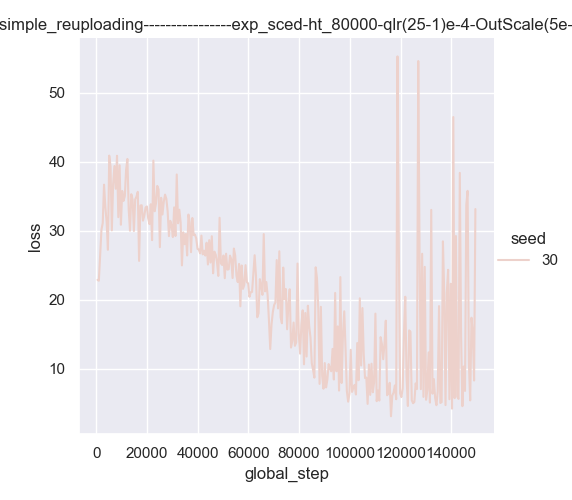 simple_reuploading----------------exp_sced-ht_80000-qlr(25-1)e-4-OutScale(5e-
50
40
30
20
10
loss
seed
30
0 20000 40000 60000 80000 100000 120000 140000
global_step